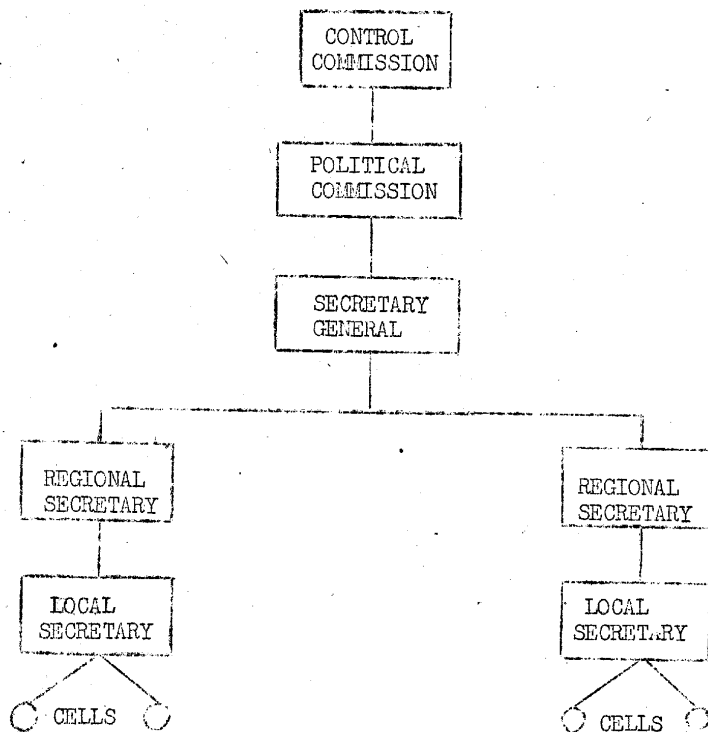 CONTROL
COMMISSION
POLITICAL
COMMISSION
SECRETARY
GENERAL
REGIONAL
SECRETARY
REGIONAL
SECRETARY
LOCAL
SECRETARY
LOCAL
SECRETARY
CELLS
CELLS